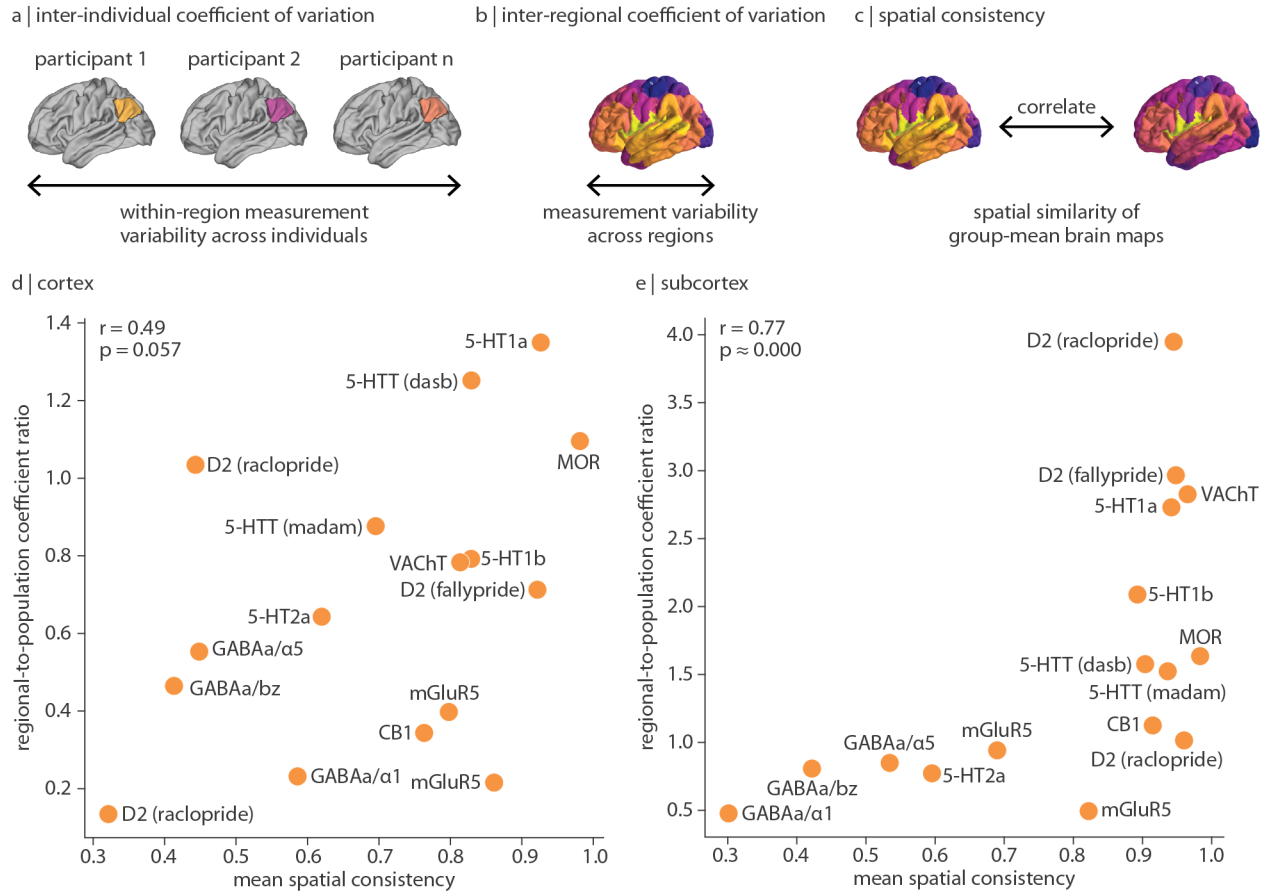 a | inter-individual coefficient of variation
participant 1
participant 2
participant n
within-region measurement
variability across individuals
b | inter-regional coefficient of variation
measurement variability
across regions
c | spatial consistency
correlate
spatial similarity of
group-mean brain maps
d | cortex
r = 0.49
p = 0.057
regional-to-population coefficient ratio
1.4
1.2
1.0
0.8
0.6
0.4
0.2
5-HT1a
5-HTT (dasb)
MOR
D2 (raclopride)
5-HTT (madam)
VAChT
5-HT1b
D2 (fallypride)
5-HT2a
GABAa/α5
GABAa/bz
mGluR5
CB1
GABAa/α1
mGluR5
D2 (raclopride)
0.3
0.4
0.5
0.6
0.7
0.8
0.9
1.0
mean spatial consistency
e | subcortex
r = 0.77
p ≈ 0.000
regional-to-population coefficient ratio
4.0
3.5
3.0
2.5
2.0
1.5
1.0
0.5
D2 (raclopride)
D2 (fallypride)
VAChT
5-HT1a
5-HT1b
MOR
5-HTT (dasb)
5-HTT (madam)
CB1
D2 (raclopride)
mGluR5
GABAa/α5
5-HT2a
GABAa/bz
GABAa/α1
mGluR5
0.3
0.4
0.5
0.6
0.7
0.8
0.9
1.0
mean spatial consistency